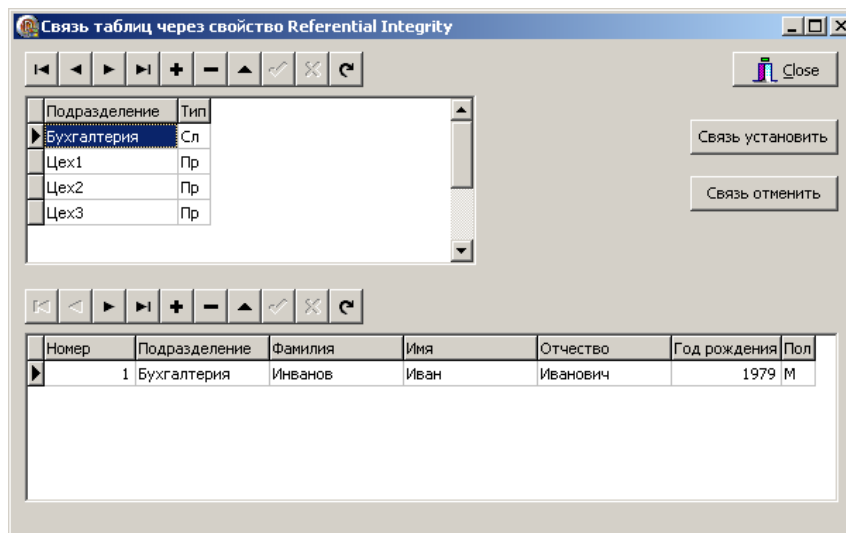 Связь таблиц через свойство Referential Integrity
Close
Подразделение Тип
Бухгалтерия Сл
Связь установить
Цех1 Пр
Цех2 Пр
Связь отменить
Цех3 Пр
Номер Подразделение Фамилия Имя Отчество Год рождения Пол
1 Бухгалтерия Инванов Иван Иванович 1979 М